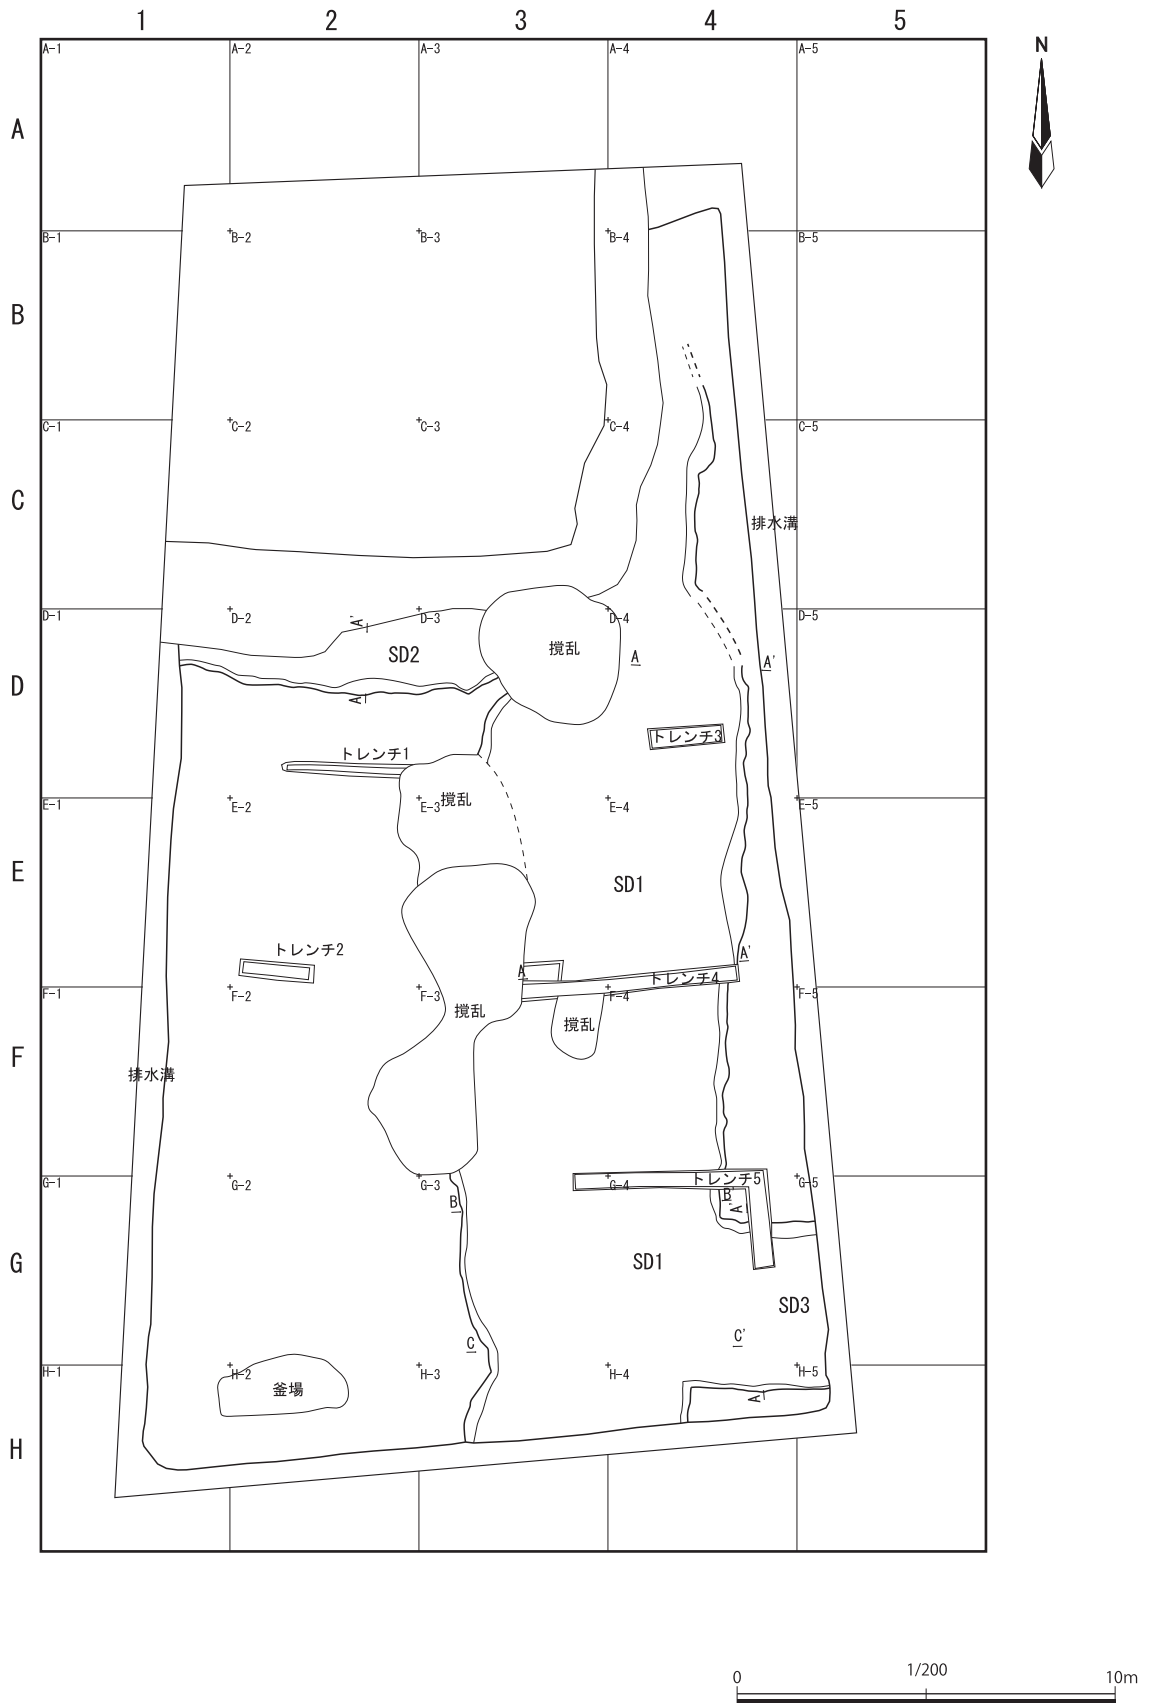 1 2 3 4 5
N
A-1 A-2 A-3 A-4 A-5
A
B-1 B-2 B-3 B-4 B-5
B
C-1 C-2 C-3 C-4 C-5
C
排水溝
D-1 D-2 D-3 D-4 D-5
A'
SD2
撹乱
A
A'
D
A
トレンチ3
トレンチ1
E-1 E-2 E-3 撹乱 E-4 E-5
E
SD1
トレンチ2
A
A'
トレンチ4
F-1 F-2 F-3 F-4 F-5
撹乱
撹乱
F
排水溝
トレンチ5
G-1 G-2 G-3 G-4 G-5
B
B'
A'
G
SD1
SD3
C
C'
H-1 H-2 H-3 H-4 H-5
釜場
A
H
0 1/200 10m